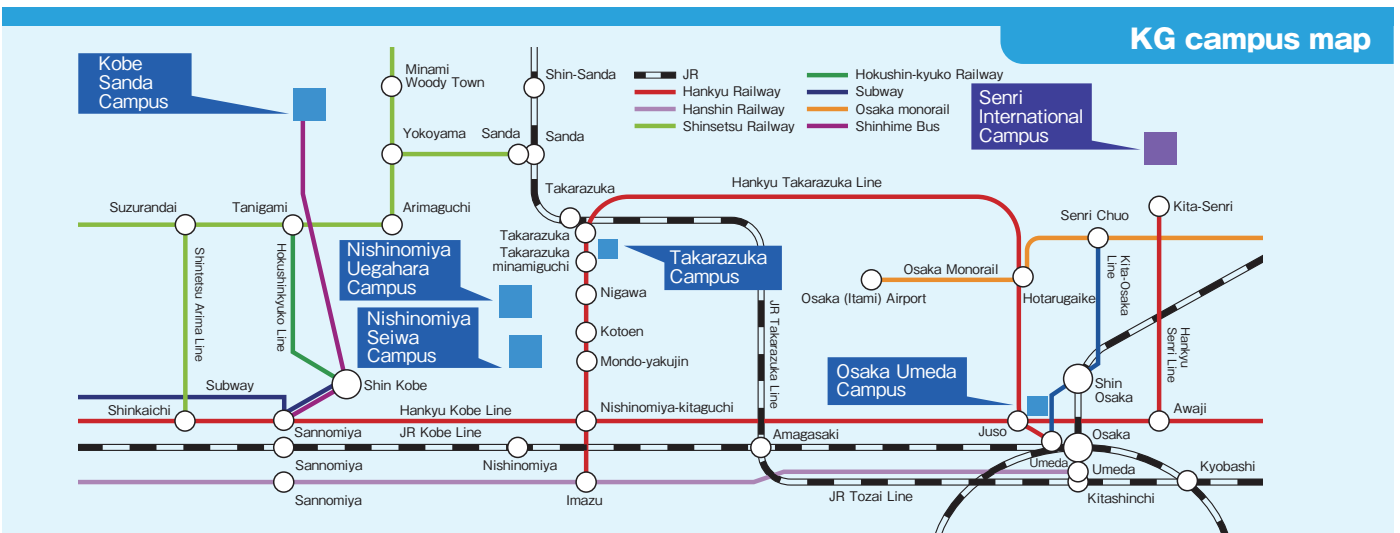 KG campus map
Kobe
Sanda
Campus
Minami
Woody Town
Shin-Sanda
JR
Hankyu Railway
Hanshin Railway
Shinsetsu Railway
Hokushin-kyuko Railway
Subway
Osaka monorail
Shinhime Bus
Senri
International
Campus
Yokoyama
Sanda
Sanda
Takarazuka
Hankyu Takarazuka Line
Suzurandai
Tanigami
Arimaguchi
Senri Chuo
Kita-Senri
Takarazuka
Takarazuka
minamiguchi
Nishinomiya
Uegahara
Campus
Takarazuka
Campus
Shintetsu Arima Line
Hokushinkyuko Line
Osaka Monorail
Osaka (Itami) Airport
Hotarugaike
Kita-Osaka
Line
Nigawa
Nishinomiya
Seiwa
Campus
Kotoen
JR Takarazuka Line
Hankyu
Senri Line
Mondo-yakujin
Osaka Umeda
Campus
Subway
Shin Kobe
Shin
Osaka
Shinkaichi
Hankyu Kobe Line
Nishinomiya-kitaguchi
Awaji
Sannomiya
JR Kobe Line
Amagasaki
Juso
Osaka
Sannomiya
Nishinomiya
Umeda
Umeda
Kyobashi
Sannomiya
Imazu
JR Tozai Line
Kitashinchi